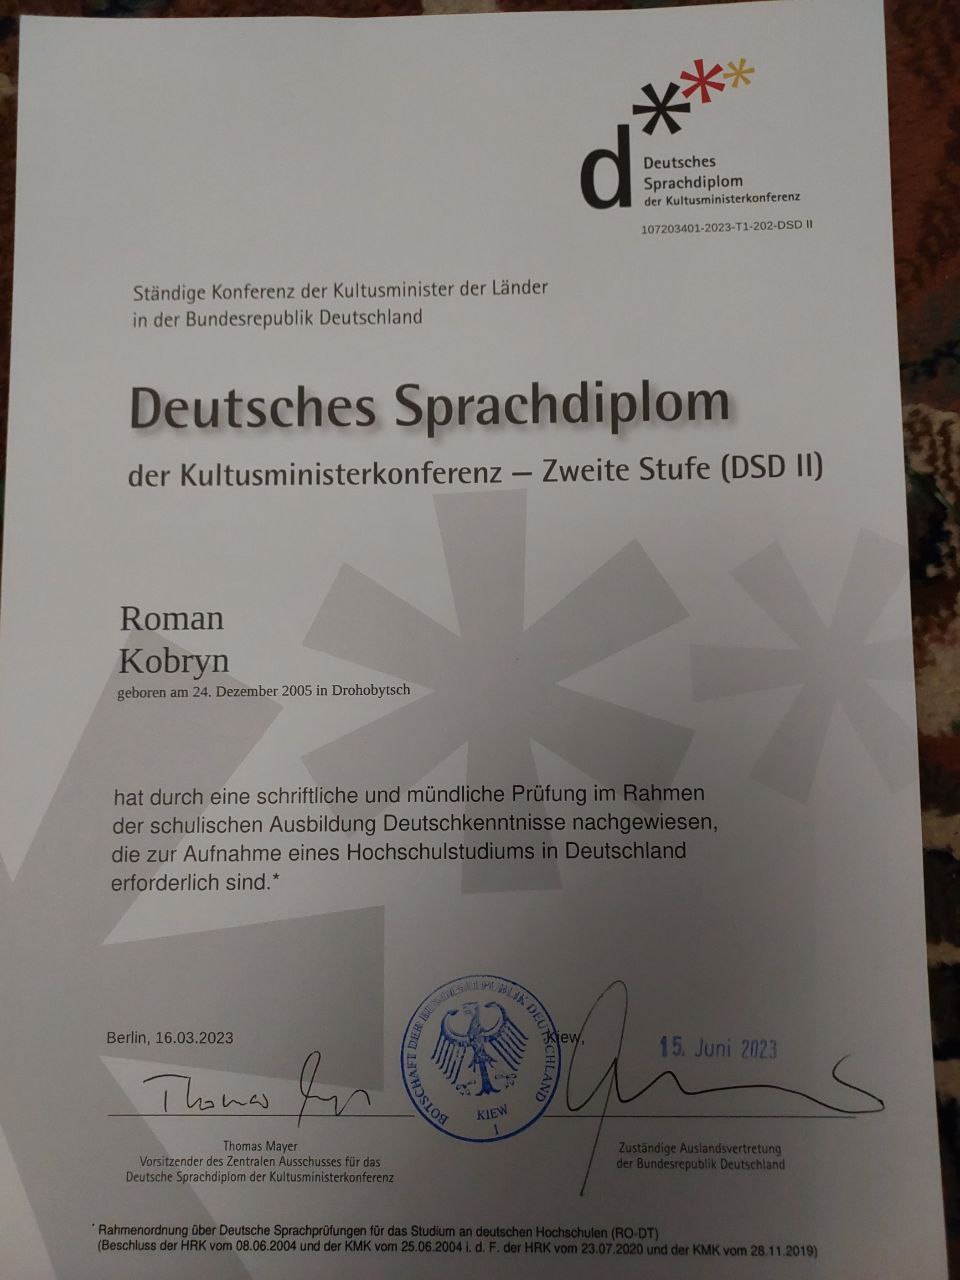 d***
Deutsches
Sprachdiplom
der Kultusministerkonferenz
107203401-2023-T1-202-DSD II
Ständige Konferenz der Kultusminister der Länder
in der Bundesrepublik Deutschland
Deutsches Sprachdiplom
der Kultusministerkonferenz – Zweite Stufe (DSD II)
Roman
Kobryn
geboren am 24. Dezember 2005 in Drohobytsch
hat durch eine schriftliche und mündliche Prüfung im Rahmen
der schulischen Ausbildung Deutschkenntnisse nachgewiesen,
die zur Aufnahme eines Hochschulstudiums in Deutschland
erforderlich sind.*
Berlin, 16.03.2023
Thomas
Thomas Mayer
Vorsitzender des Zentralen Ausschusses für das
Deutsche Sprachdiplom der Kultusministerkonferenz
BOTSCHAFT DER BUNDESREPUBLIK DEUTSCHLAND
KIEW
1
Kiew,
15. Juni 2023
Zuständige Auslandsvertretung
der Bundesrepublik Deutschland
* Rahmenordnung über Deutsche Sprachprüfungen für das Studium an deutschen Hochschulen (RO-DT)
(Beschluss der HRK vom 08.06.2004 und der KMK vom 25.06.2004 i. d. F. der HRK vom 23.07.2020 und der KMK vom 28.11.2019)